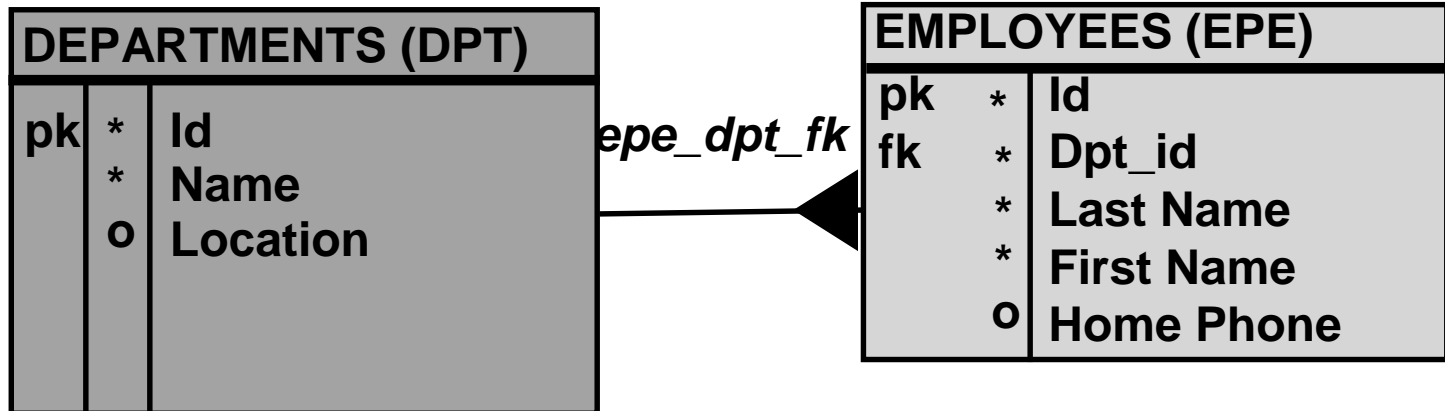 DEPARTMENTS (DPT)
pk * Id
* Name
o Location
epe_dpt_fk
EMPLOYEES (EPE)
pk * Id
fk * Dpt_id
* Last Name
* First Name
o Home Phone